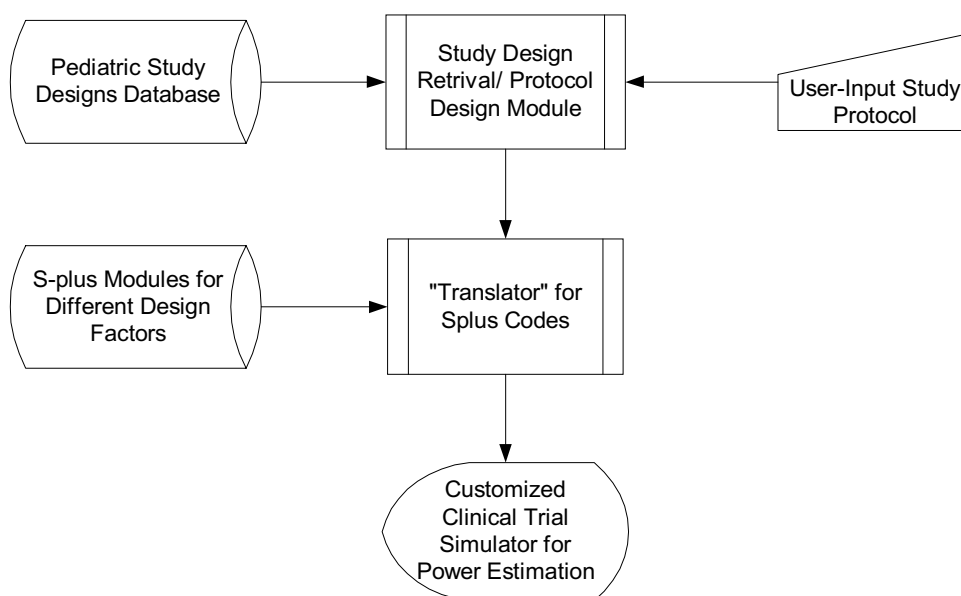 Pediatric Study
Designs Database
Study Design
Retrival/ Protocol
Design Module
User-Input Study
Protocol
S-plus Modules for
Different Design
Factors
"Translator" for
Splus Codes
Customized
Clinical Trial
Simulator for
Power Estimation